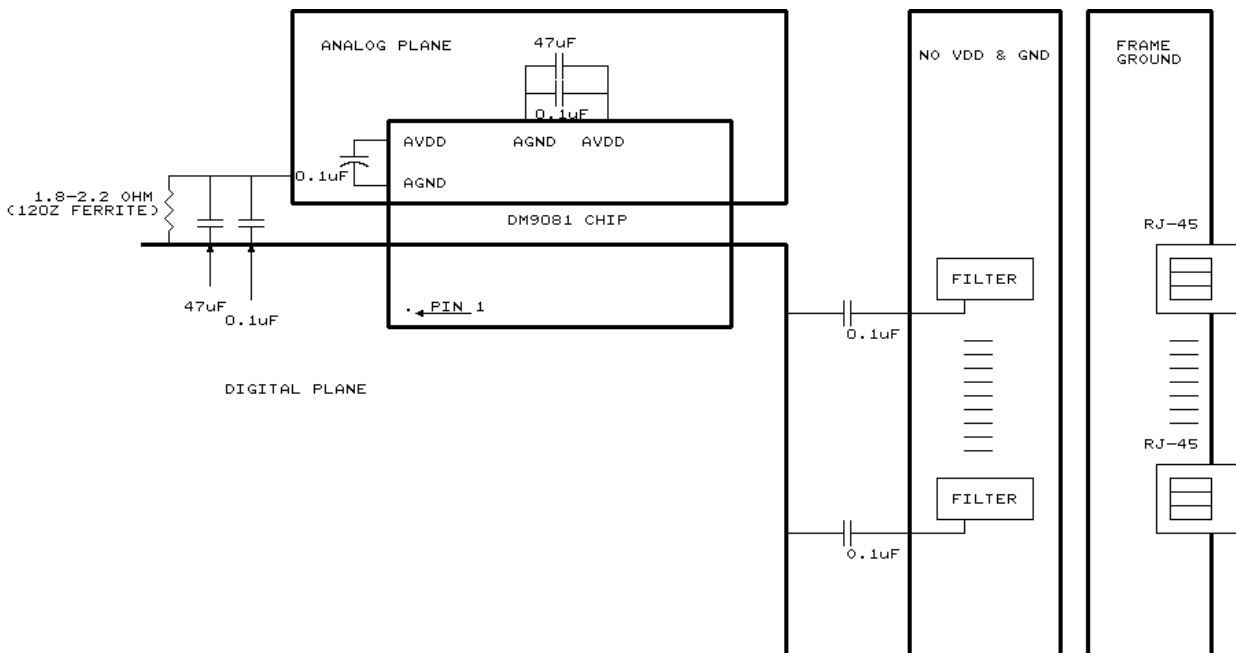 ANALOG PLANE
47uF
NO VDD & GND
FRAME
GROUND
0.1uF
AVDD
AGND
AVDD
0.1uF
AGND
1.8-2.2 OHM
(120Z FERRITE)
DM9081 CHIP
RJ-45
FILTER
47uF
0.1uF
. PIN 1
0.1uF
DIGITAL PLANE
RJ-45
FILTER
0.1uF